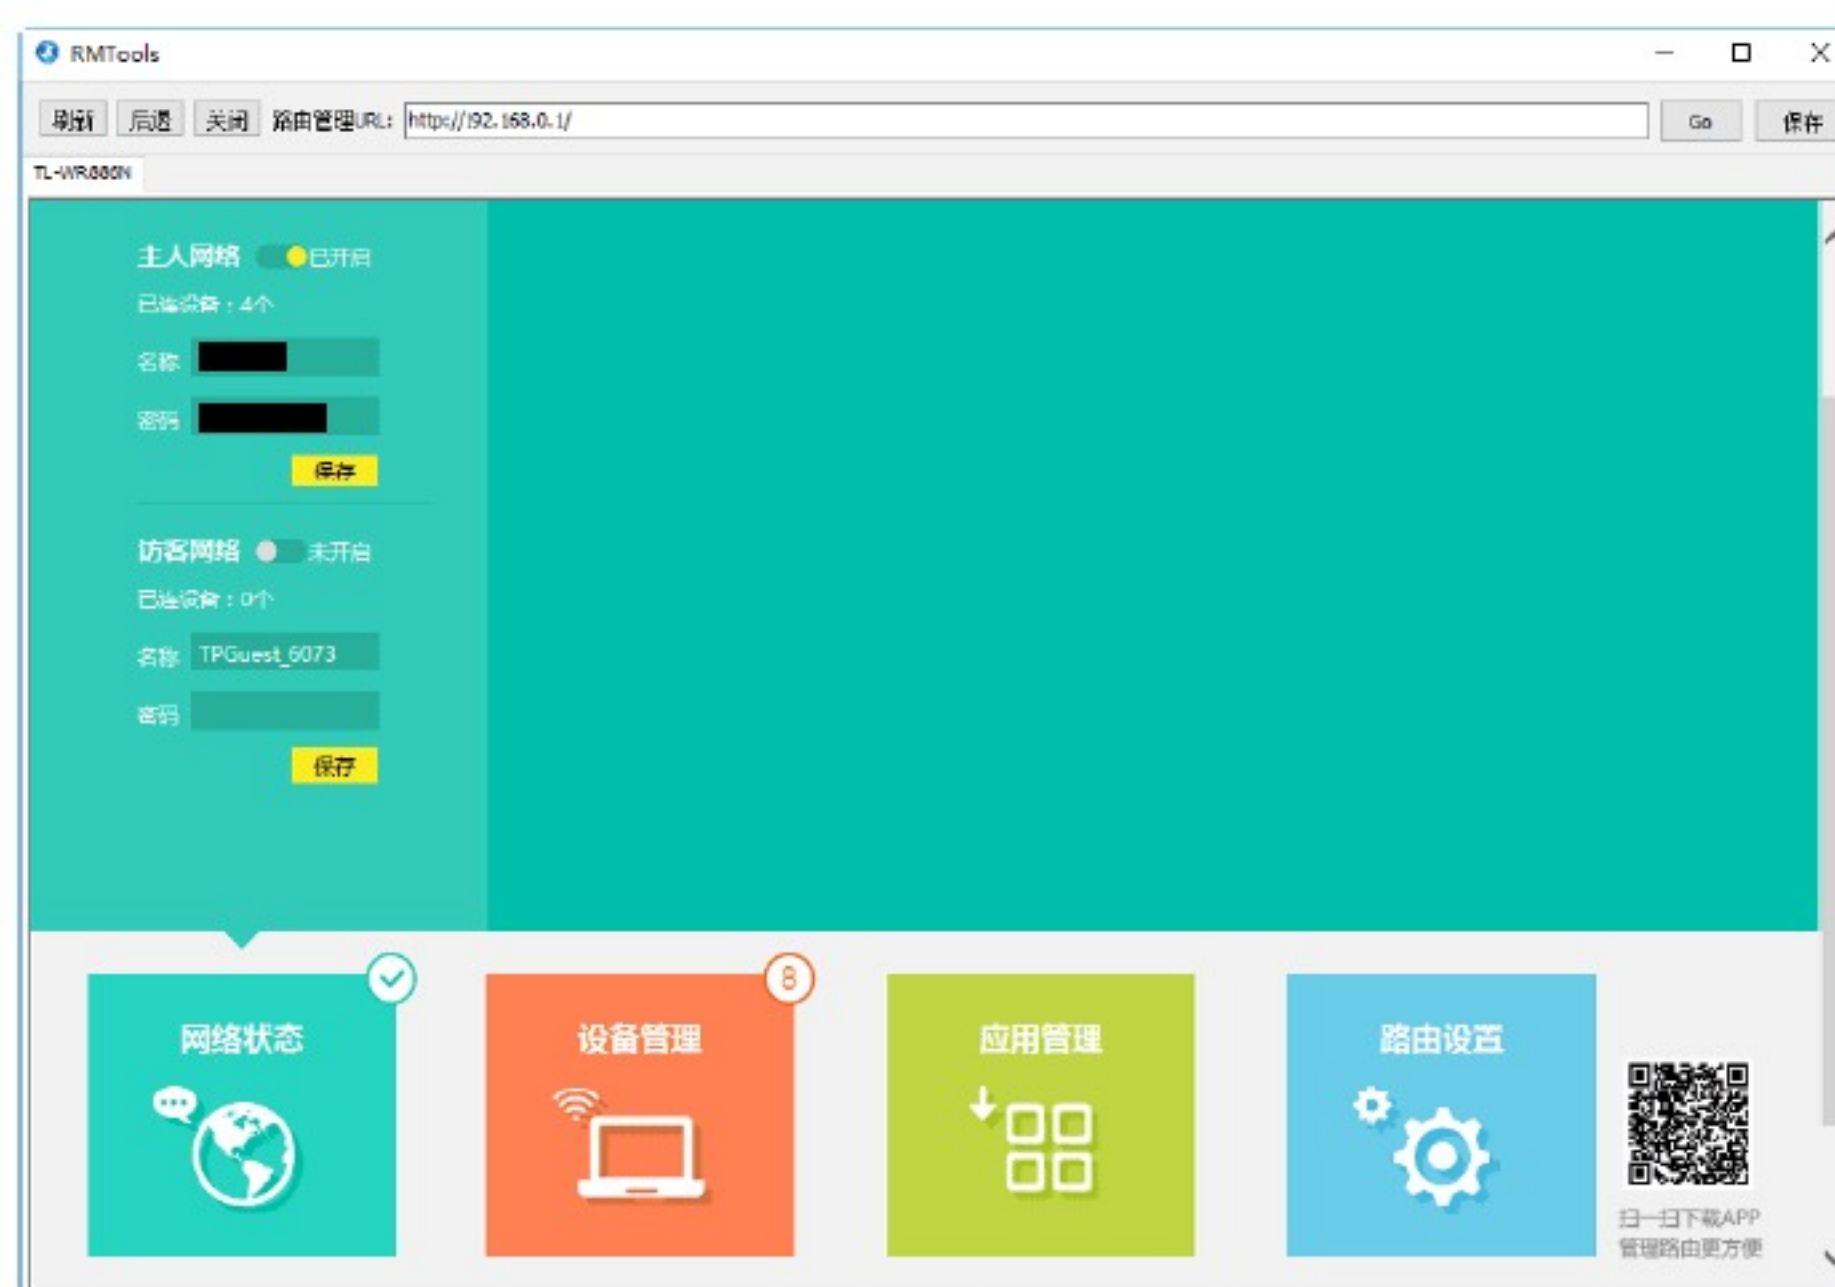 RMTools
刷新 后退 关闭 路由管理URL: http://192.168.0.1/ Go 保存
TL-WR886N
主人网络 已开启
已连设备：4个
名称
密码
保存
访客网络 未开启
已连设备：0个
名称 TPGuest_6073
密码
保存
网络状态
设备管理 8
应用管理
路由设置
扫一扫下载APP
管理路由更方便